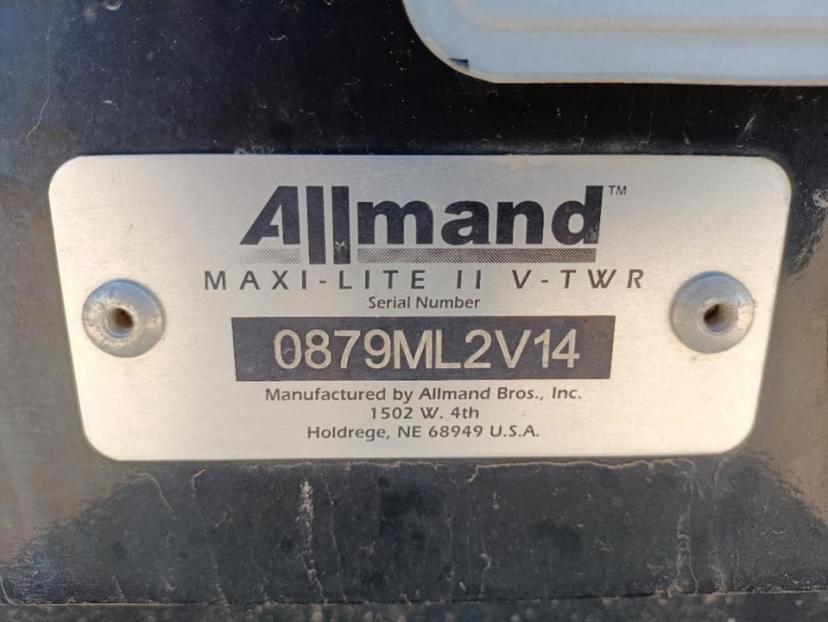 Allmand™
MAXI-LITE II V-TWR
Serial Number
0879ML2V14
Manufactured by Allmand Bros., Inc.
1502 W. 4th
Holdrege, NE 68949 U.S.A.